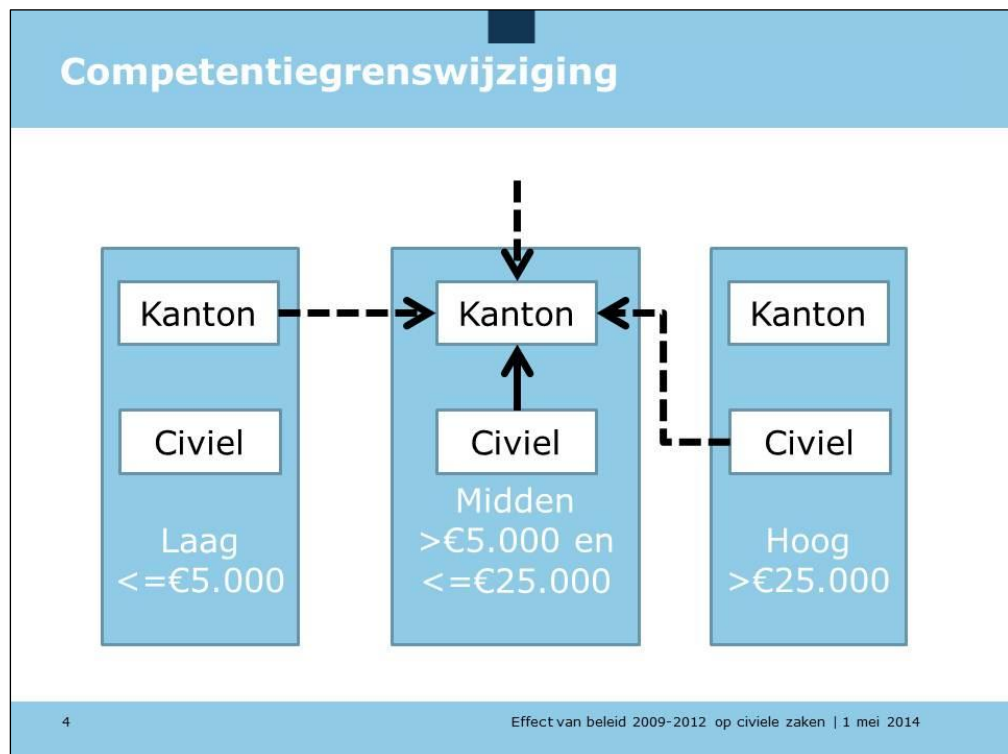 Competentiegrenswijziging
Kanton
Civiel
Laag
<=€5.000
Kanton
Civiel
Midden
>€5.000 en
<=€25.000
Kanton
Civiel
Hoog
>€25.000
4
Effect van beleid 2009-2012 op civiele zaken | 1 mei 2014